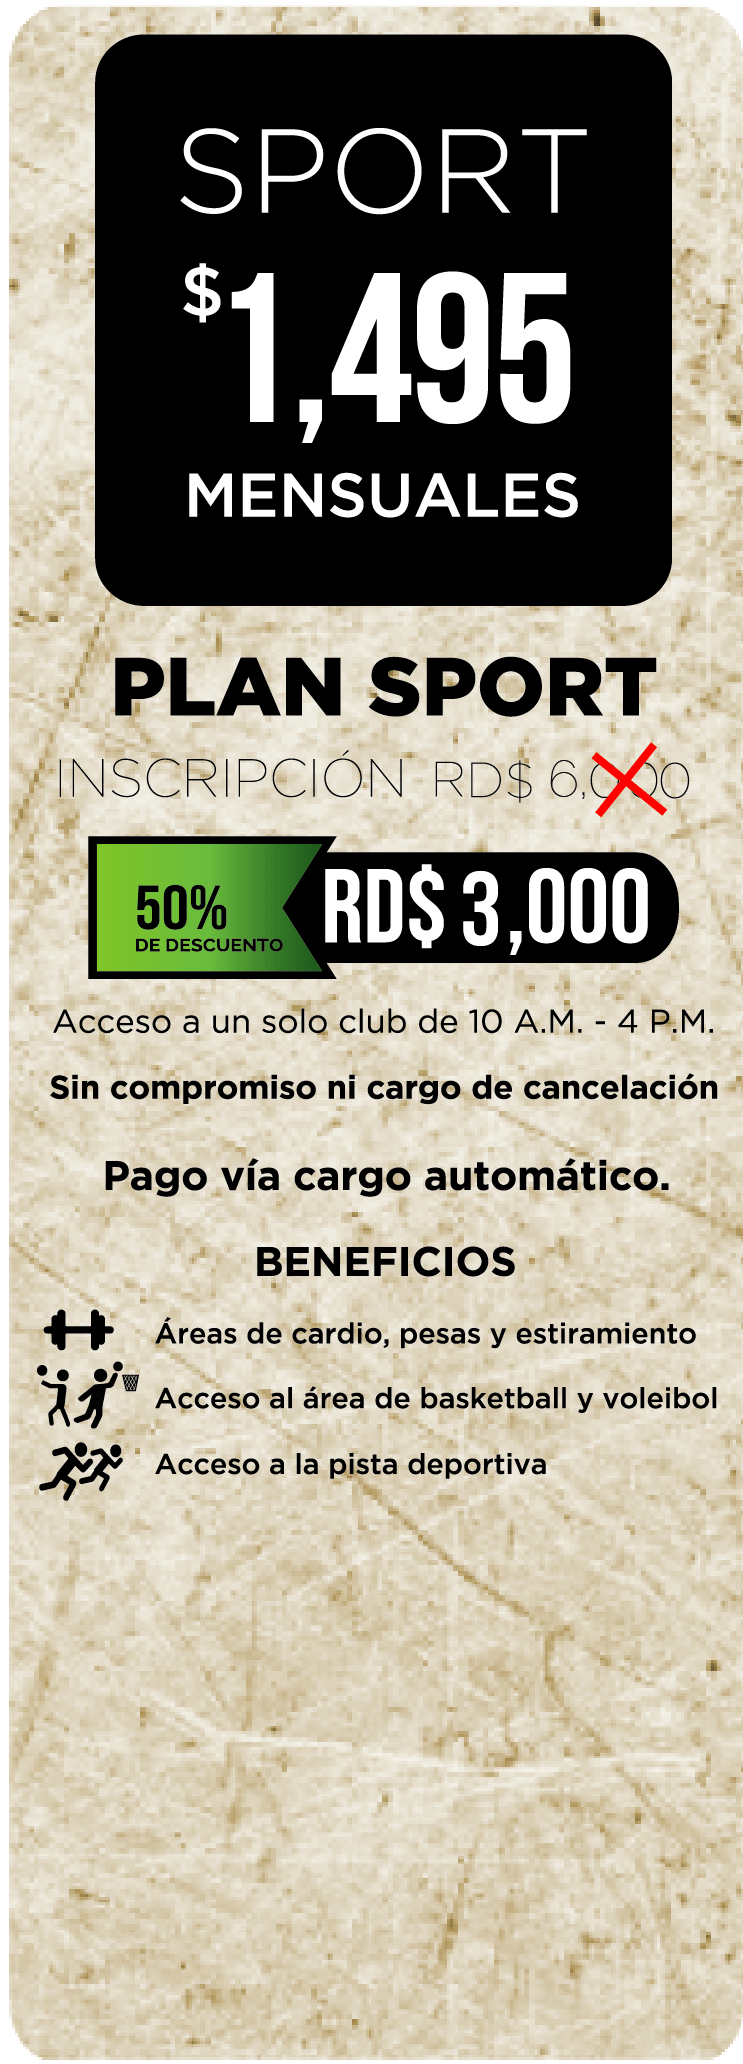 SPORT
$1,495
MENSUALES
PLAN SPORT
INSCRIPCIÓN RD$ 6,000
50%
DE DESCUENTO
RD$ 3,000
Acceso a un solo club de 10 A.M. - 4 P.M.
Sin compromiso ni cargo de cancelación
Pago vía cargo automático.
BENEFICIOS
Áreas de cardio, pesas y estiramiento
Acceso al área de basketball y voleibol
Acceso a la pista deportiva